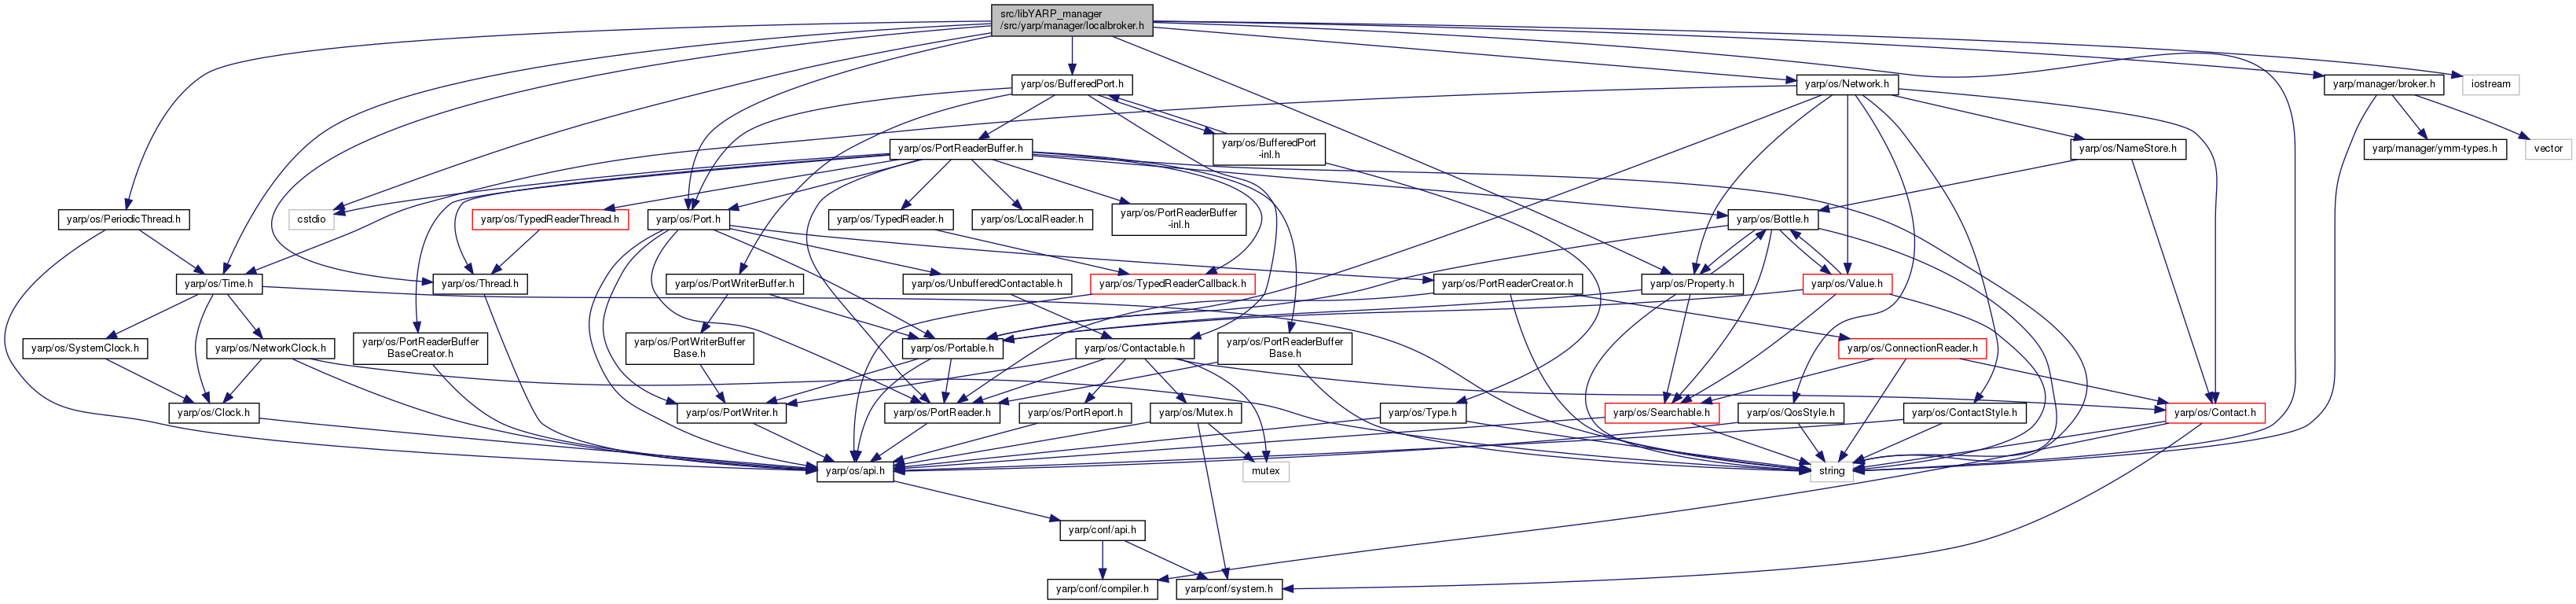 src/libYARP_manager
/src/yarp/manager/localbroker.h
yarp/os/BufferedPort.h
yarp/os/Network.h
yarp/manager/broker.h
iostream
yarp/os/PortReaderBuffer.h
yarp/os/BufferedPort
-inl.h
yarp/os/NameStore.h
yarp/manager/ymm-types.h
vector
yarp/os/PeriodicThread.h
cstdio
yarp/os/TypedReaderThread.h
yarp/os/Port.h
yarp/os/TypedReader.h
yarp/os/LocalReader.h
yarp/os/PortReaderBuffer
-inl.h
yarp/os/Bottle.h
yarp/os/Time.h
yarp/os/Thread.h
yarp/os/PortWriterBuffer.h
yarp/os/UnbufferedContactable.h
yarp/os/TypedReaderCallback.h
yarp/os/PortReaderCreator.h
yarp/os/Property.h
yarp/os/Value.h
yarp/os/SystemClock.h
yarp/os/NetworkClock.h
yarp/os/PortReaderBuffer
BaseCreator.h
yarp/os/PortWriterBuffer
Base.h
yarp/os/Portable.h
yarp/os/Contactable.h
yarp/os/PortReaderBuffer
Base.h
yarp/os/ConnectionReader.h
yarp/os/Clock.h
yarp/os/PortWriter.h
yarp/os/PortReader.h
yarp/os/PortReport.h
yarp/os/Mutex.h
yarp/os/Type.h
yarp/os/Searchable.h
yarp/os/QosStyle.h
yarp/os/ContactStyle.h
yarp/os/Contact.h
yarp/os/api.h
mutex
string
yarp/conf/api.h
yarp/conf/compiler.h
yarp/conf/system.h